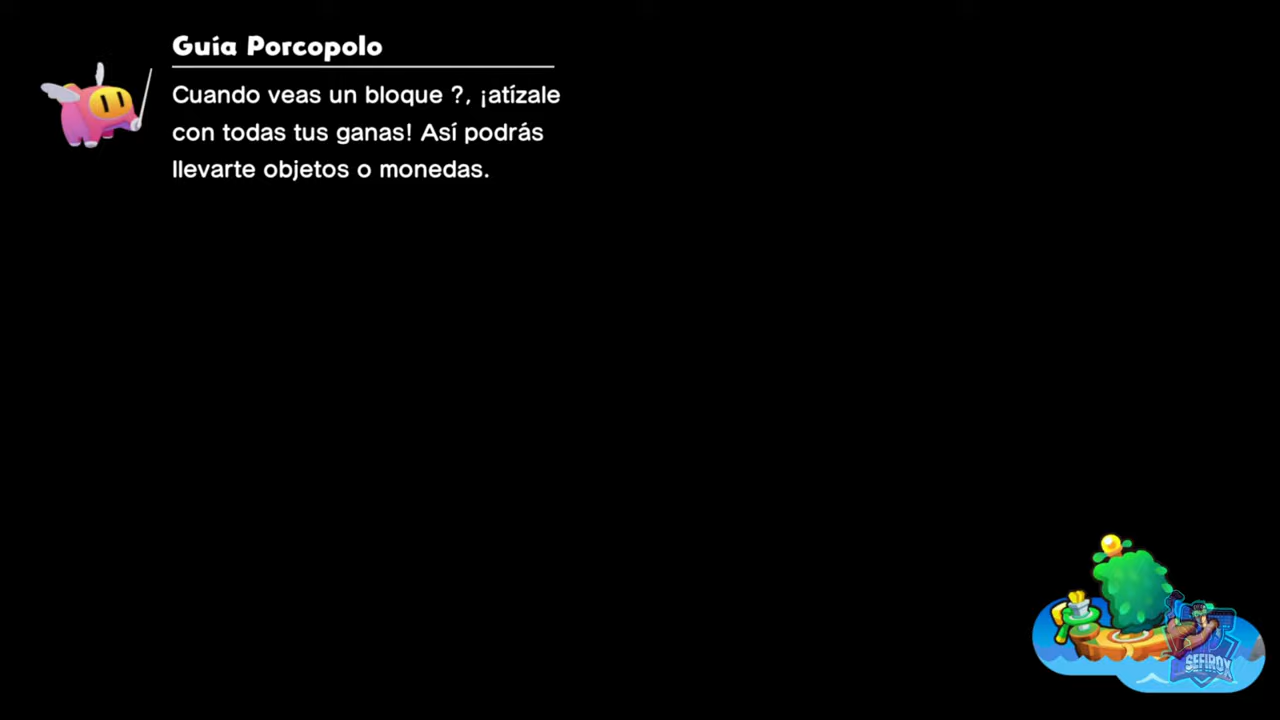 Guía Porcopolo
Cuando veas un bloque ?, ¡atízale
con todas tus ganas! Así podrás
llevarte objetos o monedas.
SEFIROX